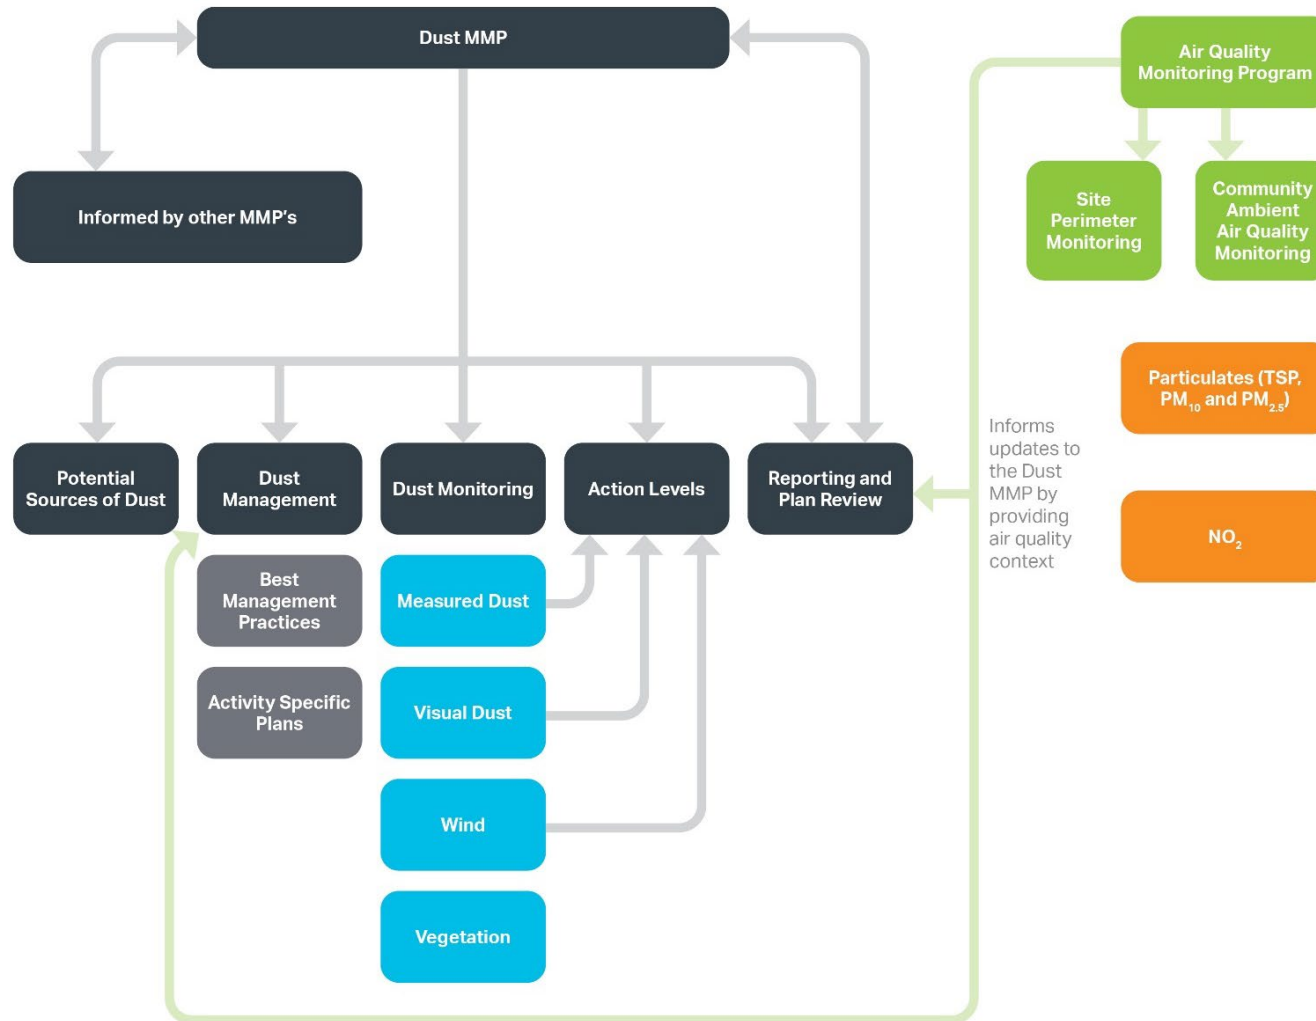 Dust MMP
Air Quality
Monitoring Program
Informed by other MMP's
Site
Perimeter
Monitoring
Community
Ambient
Air Quality
Monitoring
Particulates (TSP,
PM₁₀ and PM₂.₅)
Potential
Sources of Dust
Dust
Management
Dust Monitoring
Action Levels
Reporting and
Plan Review
Informs
updates to
the Dust
MMP by
providing
air quality
context
NO₂
Best
Management
Practices
Measured Dust
Activity Specific
Plans
Visual Dust
Wind
Vegetation